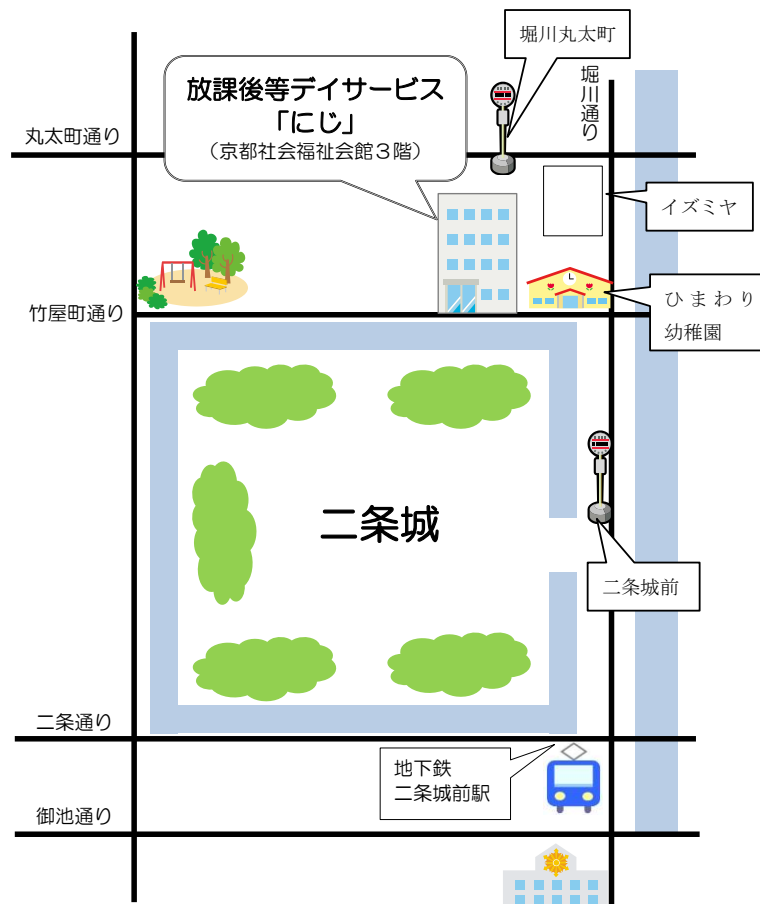 堀川丸太町
堀川通り
放課後等デイサービス
「にじ」
(京都社会福祉会館3階)
丸太町通り
イズミヤ
ひまわり
幼稚園
竹屋町通り
二条城
二条城前
二条通り
地下鉄
二条城前駅
御池通り